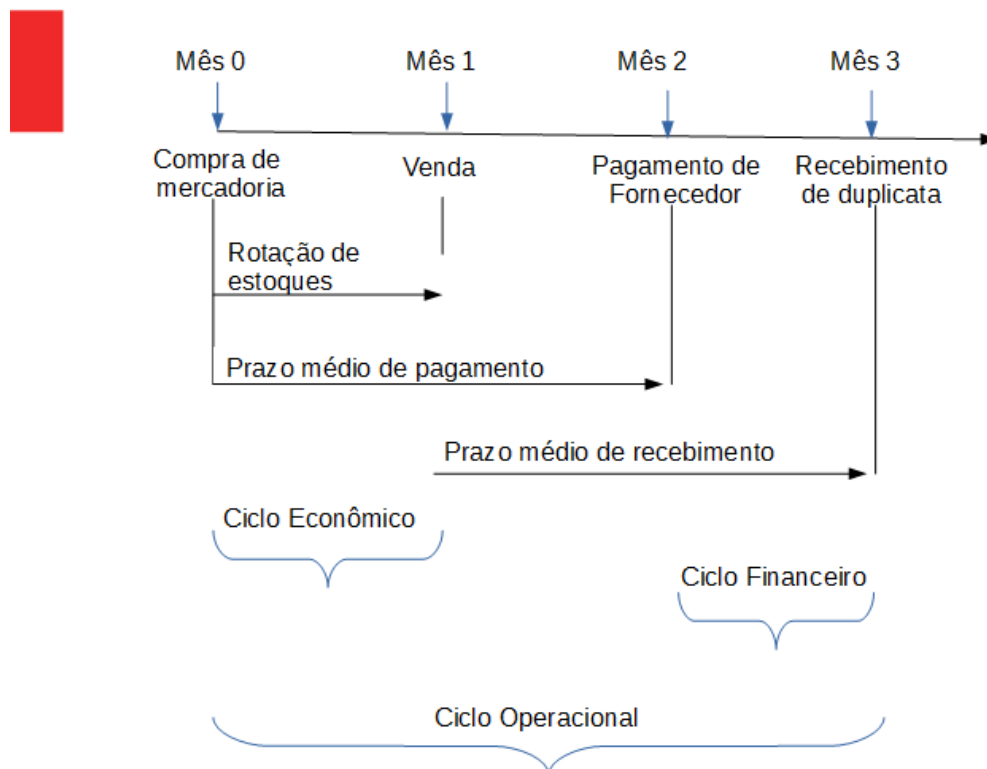 Mês 0
Mês 1
Mês 2
Mês 3
Compra de
mercadoria
Venda
Pagamento de
Fornecedor
Recebimento
de duplicata
Rotação de
estoques
Prazo médio de pagamento
Prazo médio de recebimento
Ciclo Econômico
Ciclo Financeiro
Ciclo Operacional